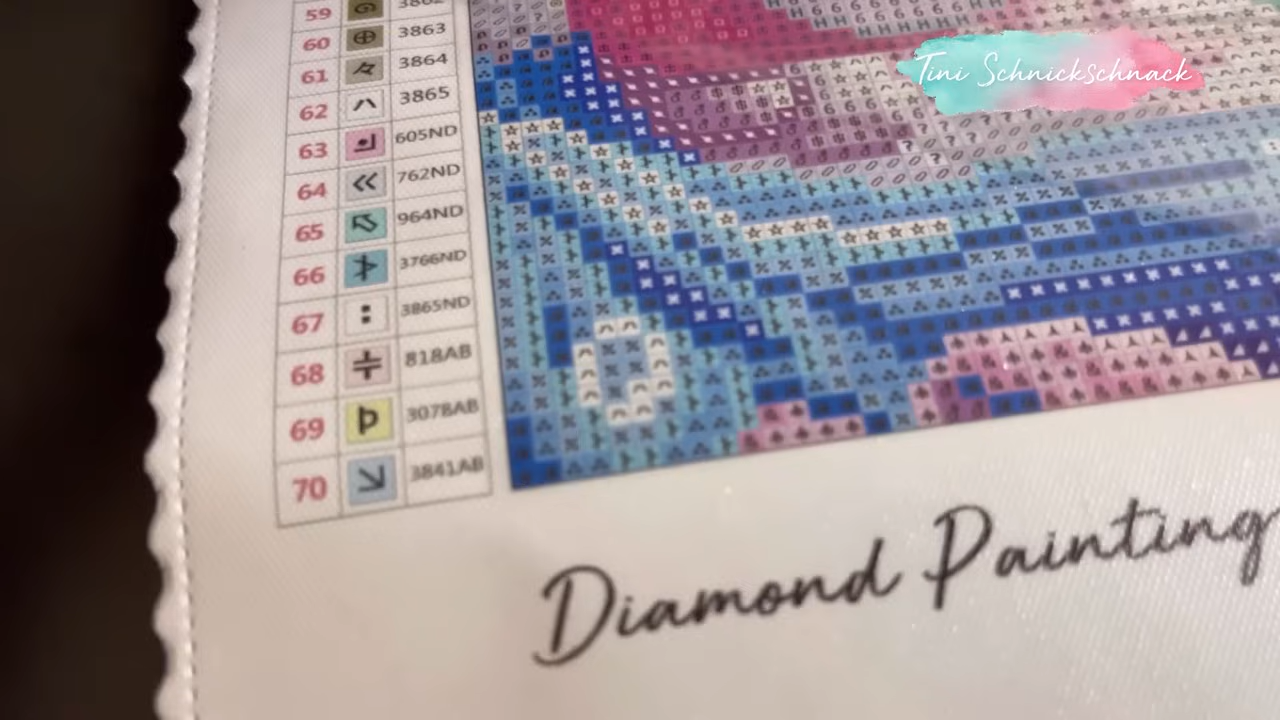 59 3862
60 3863
61 3864
62 3865
63 605ND
64 762ND
65 964ND
66 3766ND
67 3865ND
68 818AB
69 þ 3078AB
70 3841AB
Tini Schnickschnack
Diamond Painting